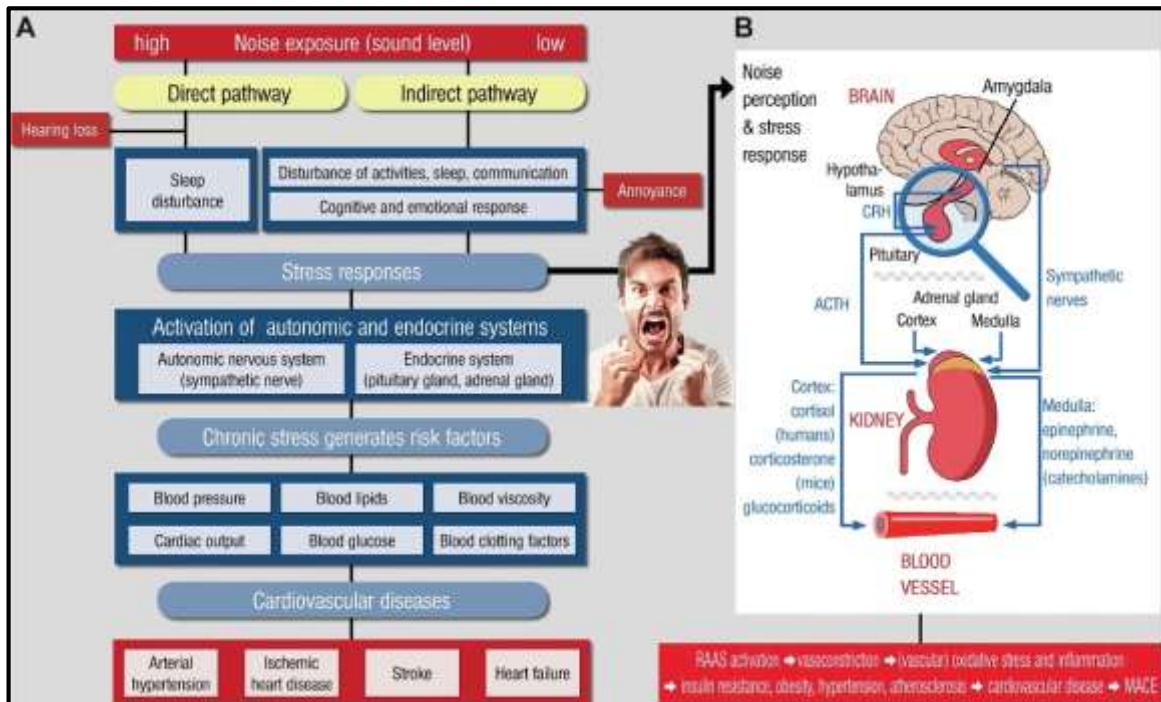 A
high Noise exposure (sound level) low
Direct pathway
Indirect pathway
Hearing loss
Sleep
disturbance
Disturbance of activities, sleep, communication
Cognitive and emotional response
Annoyance
Stress responses
Activation of autonomic and endocrine systems
Autonomic nervous system
(sympathetic nerve)
Endocrine system
(pituitary gland, adrenal gland)
Chronic stress generates risk factors
Blood pressure
Blood lipids
Blood viscosity
Cardiac output
Blood glucose
Blood clotting factors
Cardiovascular diseases
Arterial
hypertension
Ischemic
heart disease
Stroke
Heart failure
B
Noise
perception
& stress
response
BRAIN
Amygdala
Hypotha-
lamus
CRH
Pituitary
Sympathetic
nerves
ACTH
Adrenal gland
Cortex
Medulla
Cortex:
cortisol
(humans)
corticosterone
(mice)
glucocorticoids
KIDNEY
Medulla:
epinephrine,
norepinephrine
(catecholamines)
BLOOD
VESSEL
RAAS activation ➔ vasoconstriction ➔ (vascular) oxidative stress and inflammation
➔ insulin resistance, obesity, hypertension, atherosclerosis ➔ cardiovascular disease ➔ MACE